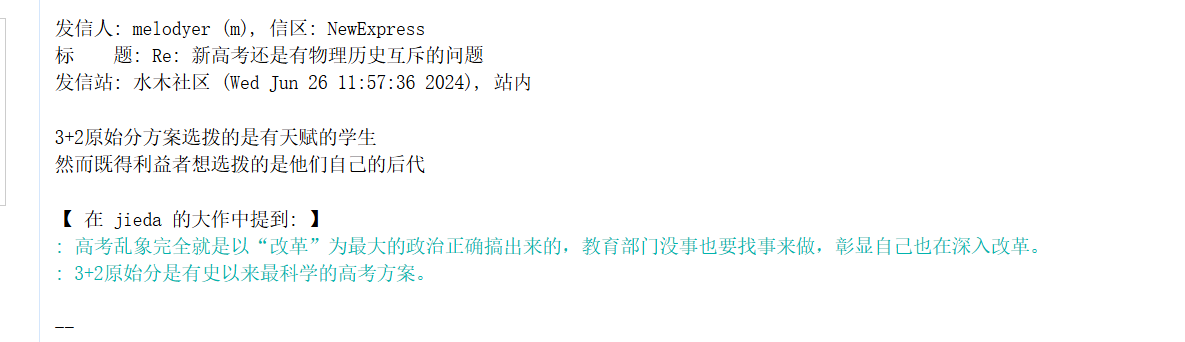 发信人: melodyer (m), 信区: NewExpress
标    题: Re: 新高考还是有物理历史互斥的问题
发信站: 水木社区 (Wed Jun 26 11:57:36 2024), 站内
3+2原始分方案选拨的是有天赋的学生
然而既得利益者想选拨的是他们自己的后代
【 在 jieda 的大作中提到: 】
: 高考乱象完全就是以“改革”为最大的政治正确搞出来的，教育部门没事也要找事来做，彰显自己也在深入改革。
: 3+2原始分是有史以来最科学的高考方案。
--